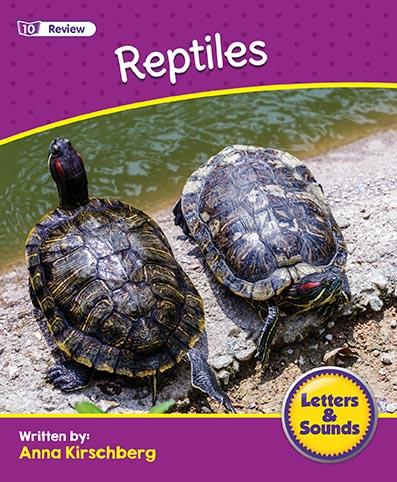 10 Review
Reptiles
Letters
& 
Sounds
Written by:
Anna Kirschberg